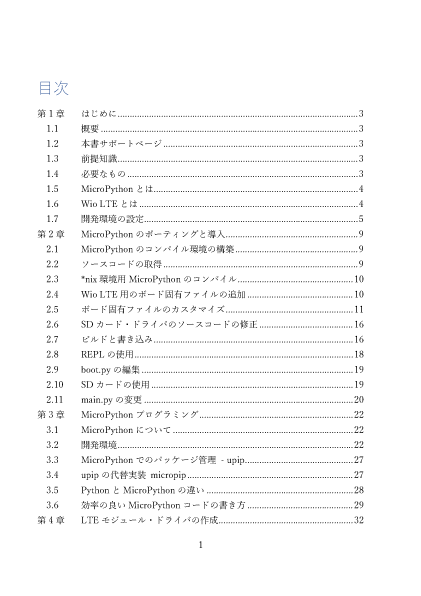 目次
第 1 章 はじめに ........ 3
1.1 概要 ........ 3
1.2 本書サポートページ ........ 3
1.3 前提知識 ........ 3
1.4 必要なもの ........ 3
1.5 MicroPython とは ........ 4
1.6 Wio LTE とは ........ 4
1.7 開発環境の設定 ........ 5
第 2 章 MicroPython のポーティングと導入 ........ 9
2.1 MicroPython のコンパイル環境の構築 ........ 9
2.2 ソースコードの取得 ........ 9
2.3 *nix 環境用 MicroPython のコンパイル ........ 10
2.4 Wio LTE 用のボード固有ファイルの追加 ........ 10
2.5 ボード固有ファイルのカスタマイズ ........ 11
2.6 SD カード・ドライバのソースコードの修正 ........ 16
2.7 ビルドと書き込み ........ 16
2.8 REPL の使用 ........ 18
2.9 boot.py の編集 ........ 19
2.10 SD カードの使用 ........ 19
2.11 main.py の変更 ........ 20
第 3 章 MicroPython プログラミング ........ 22
3.1 MicroPython について ........ 22
3.2 開発環境 ........ 22
3.3 MicroPython でのパッケージ管理 - upip ........ 27
3.4 upip の代替実装 micropip ........ 27
3.5 Python と MicroPython の違い ........ 28
3.6 効率の良い MicroPython コードの書き方 ........ 29
第 4 章 LTE モジュール・ドライバの作成 ........ 32
1